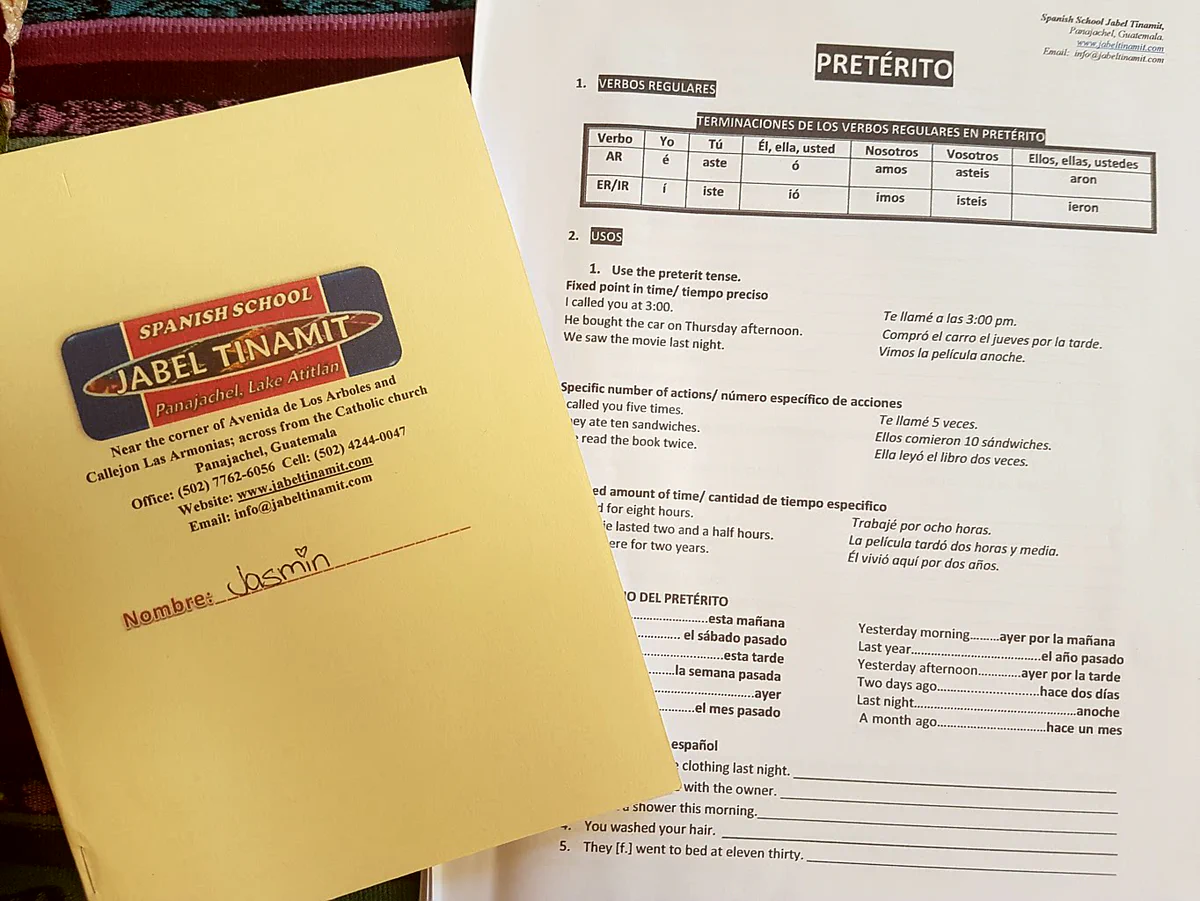 SPANISH SCHOOL
JABEL TINAMIT
Panajachel, Lake Atitlán
Near the corner of Avenida de Los Arboles and
Callejon Las Armonias; across from the Catholic church
Panajachel, Guatemala
Office: (502) 7762-6056 Cell: (502) 4244-0047
Website: www.jabeltinamit.com
Email: info@jabeltinamit.com
Nombre: Jasmin
Spanish School Jabel Tinamit,
Panajachel, Guatemala.
www.jabeltinamit.com
Email: info@jabeltinamit.com
PRETÉRITO
1. VERBOS REGULARES
TERMINACIONES DE LOS VERBOS REGULARES EN PRETÉRITO
Verbo Yo Tú Él, ella, usted Nosotros Vosotros Ellos, ellas, ustedes
AR é aste ó amos asteis aron
ER/IR í iste ió imos isteis ieron
2. USOS
1. Use the preterit tense.
Fixed point in time/ tiempo preciso
I called you at 3:00. Te llamé a las 3:00 pm.
He bought the car on Thursday afternoon. Compró el carro el jueves por la tarde.
We saw the movie last night. Vimos la película anoche.
Specific number of actions/ número específico de acciones
called you five times. Te llamé 5 veces.
ey ate ten sandwiches. Ellos comieron 10 sándwiches.
read the book twice. Ella leyó el libro dos veces.
ed amount of time/ cantidad de tiempo especifico
d for eight hours. Trabajé por ocho horas.
ie lasted two and a half hours. La película tardó dos horas y media.
ere for two years. Él vivió aquí por dos años.
O DEL PRETÉRITO
esta mañana Yesterday morning.........ayer por la mañana
el sábado pasado Last year.......................................el año pasado
esta tarde Yesterday afternoon.............ayer por la tarde
la semana pasada Two days ago...............................hace dos días
ayer Last night.................................................anoche
el mes pasado A month ago.................................hace un mes
español
clothing last night.
with the owner.
shower this morning.
4. You washed your hair.
5. They [f.] went to bed at eleven thirty.